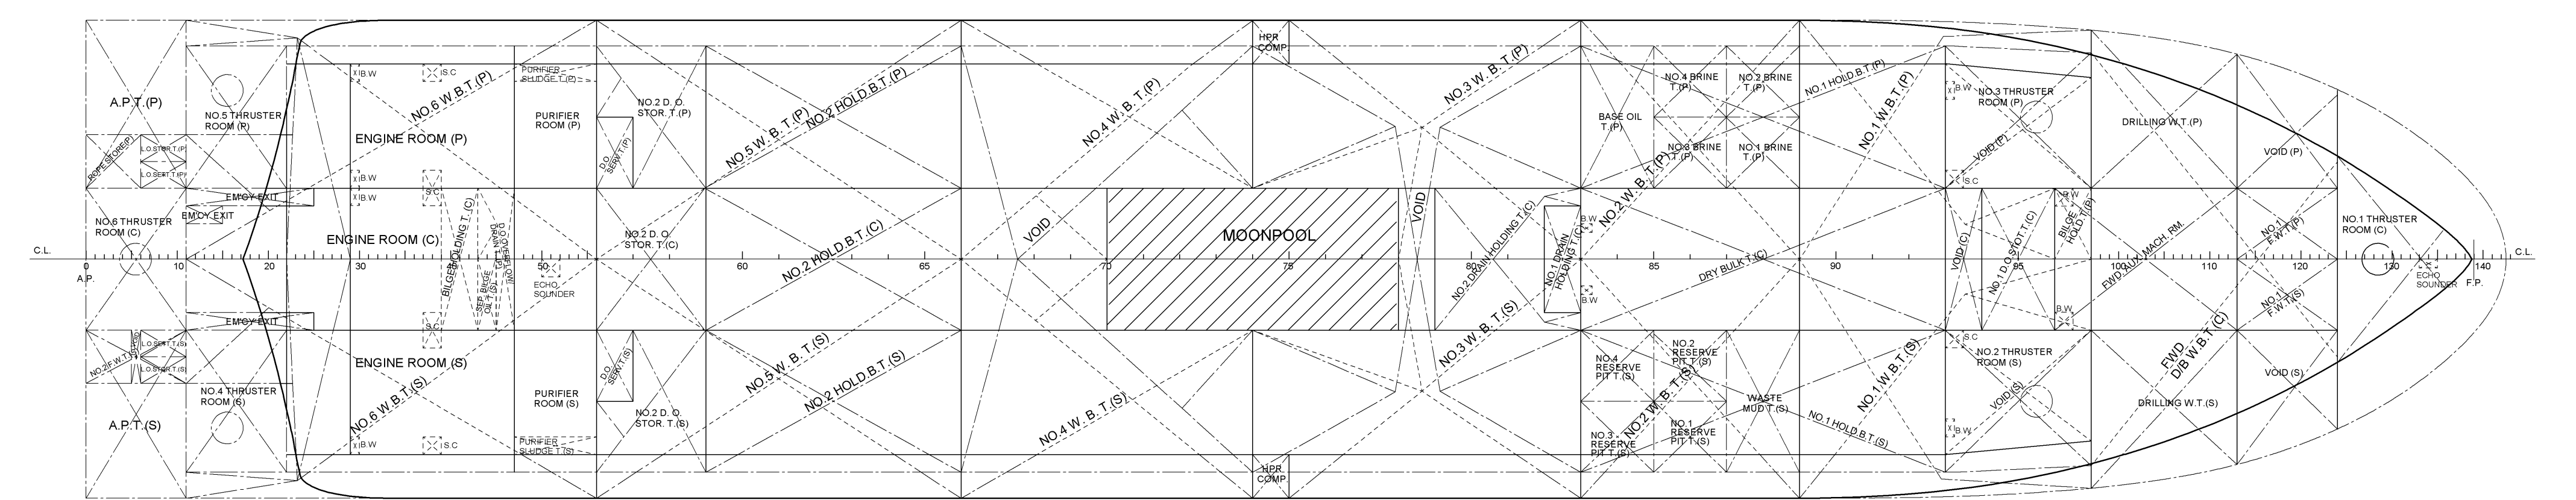 A.P.T.(P)
NO.5 THRUSTER
ROOM (P)
ROPE STORE(P)
L.O.STOR.T.(P)
L.O.SETT.T.(P)
NO.6 THRUSTER
ROOM (C)
EM'CY EXIT
EM'CY EXIT
C.L.
0
A.P.
10
20
30
40
50
60
65
70
75
80
85
90
95
100
110
120
130
140
F.P.
C.L.
EM'CY EXIT
NO.2 F.W.T.(S)
L.O.SETT.T.(S)
L.O.STOR.T.(S)
NO.4 THRUSTER
ROOM (S)
A.P.T.(S)
B.W
S.C
NO.6 W.B.T.(P)
ENGINE ROOM (P)
B.W
B.W
S.C
ENGINE ROOM (C)
BILGE HOLDING T. (C)
SEP. BILGE
OIL T.(S)
D.O. OVERFLOW
DRAIN T.(P)
S.C
ENGINE ROOM (S)
NO.6 W.B.T.(S)
B.W
S.C
PURIFIER
SLUDGE T.(P)
PURIFIER
ROOM (P)
ECHO
SOUNDER
PURIFIER
ROOM (S)
PURIFIER
SLUDGE T.(S)
NO.2 D. O.
STOR. T.(P)
D.O.
SERV.T.(P)
NO.2 D. O.
STOR. T.(C)
D.O.
SERV.T.(S)
NO.2 D. O.
STOR. T.(S)
NO.5 W. B. T.(P)
NO.2 HOLD.B.T.(P)
NO.2 HOLD.B.T.(C)
NO.5 W. B. T.(S)
NO.2 HOLD.B.T.(S)
NO.4 W. B. T.(P)
VOID
NO.4 W. B. T.(S)
HPR
COMP.
MOONPOOL
HPR
COMP.
VOID
NO.3 W. B. T.(P)
NO.2 DRAIN HOLDING T.(C)
NO.1 DRAIN
HOLDING T.(C)
NO.3 W. B. T.(S)
B.W
B.W
BASE OIL
T.(P)
NO.4 BRINE
T.(P)
NO.2 BRINE
T.(P)
NO.3 BRINE
T.(P)
NO.1 BRINE
T.(P)
NO.2 W. B. T.(P)
DRY BULK T.(C)
NO.4
RESERVE
PIT T.(S)
NO.2
RESERVE
PIT T.(S)
NO.3
RESERVE
PIT T.(S)
NO.1
RESERVE
PIT T.(S)
NO.2 W. B. T.(S)
WASTE
MUD T.(S)
NO.1 HOLD.B.T.(P)
NO.1 W.B.T.(P)
NO.1 W.B.T.(S)
NO.1 HOLD.B.T.(S)
B.W
NO.3 THRUSTER
ROOM (P)
VOID (P)
S.C
VOID (C)
NO.1 D.O.STOT.T.(C)
B.W
BILGE
HOLD.T.(P)
B.W
S.C
NO.2 THRUSTER
ROOM (S)
VOID(S)
B.W
DRILLING W.T.(P)
FWD AUX. MACH. RM.
FWD
D/B W.B.T.(C)
DRILLING W.T.(S)
VOID (P)
NO.1
F.W.T.(P)
NO.1
F.W.T.(S)
VOID (S)
NO.1 THRUSTER
ROOM (C)
ECHO
SOUNDER